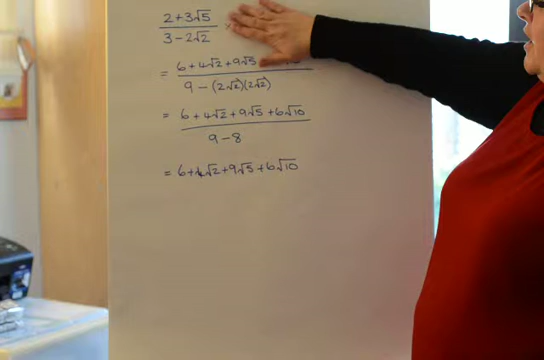 2+3√5 / 3-2√2 ×
= 6+4√2+9√5 / 9-(2√2)(2√2)
= 6+4√2+9√5+6√10 / 9-8
= 6+4√2+9√5+6√10